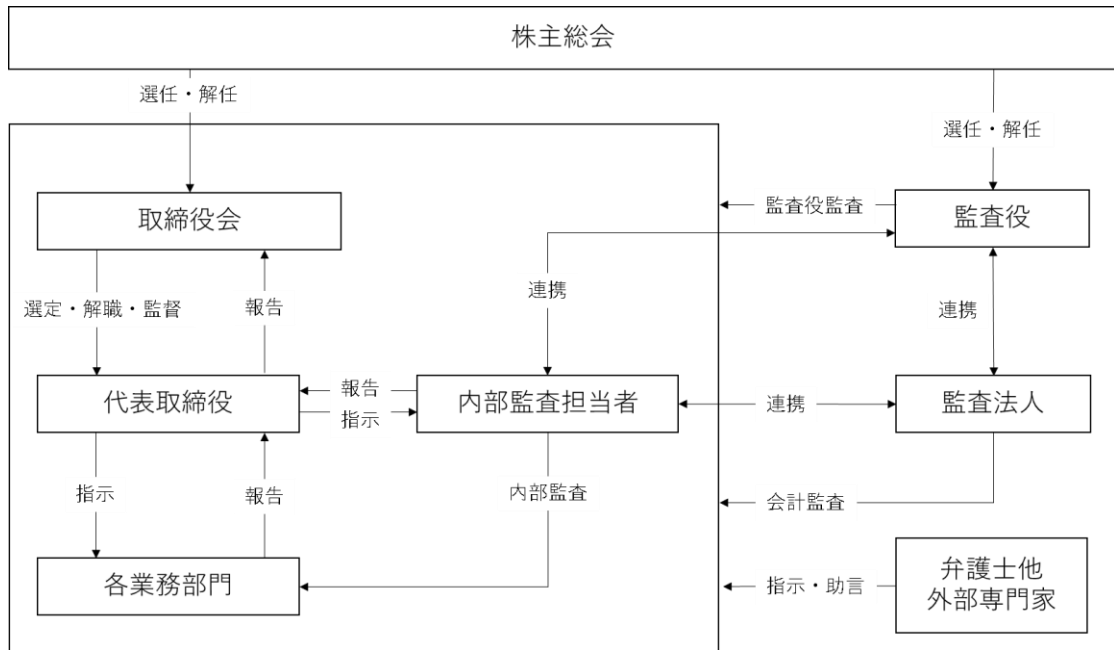 株主総会
選任・解任
選任・解任
取締役会
監査役監査
監査役
選定・解職・監督
報告
連携
連携
代表取締役
報告
指示
内部監査担当者
連携
監査法人
指示
報告
内部監査
会計監査
各業務部門
指示・助言
弁護士他
外部専門家